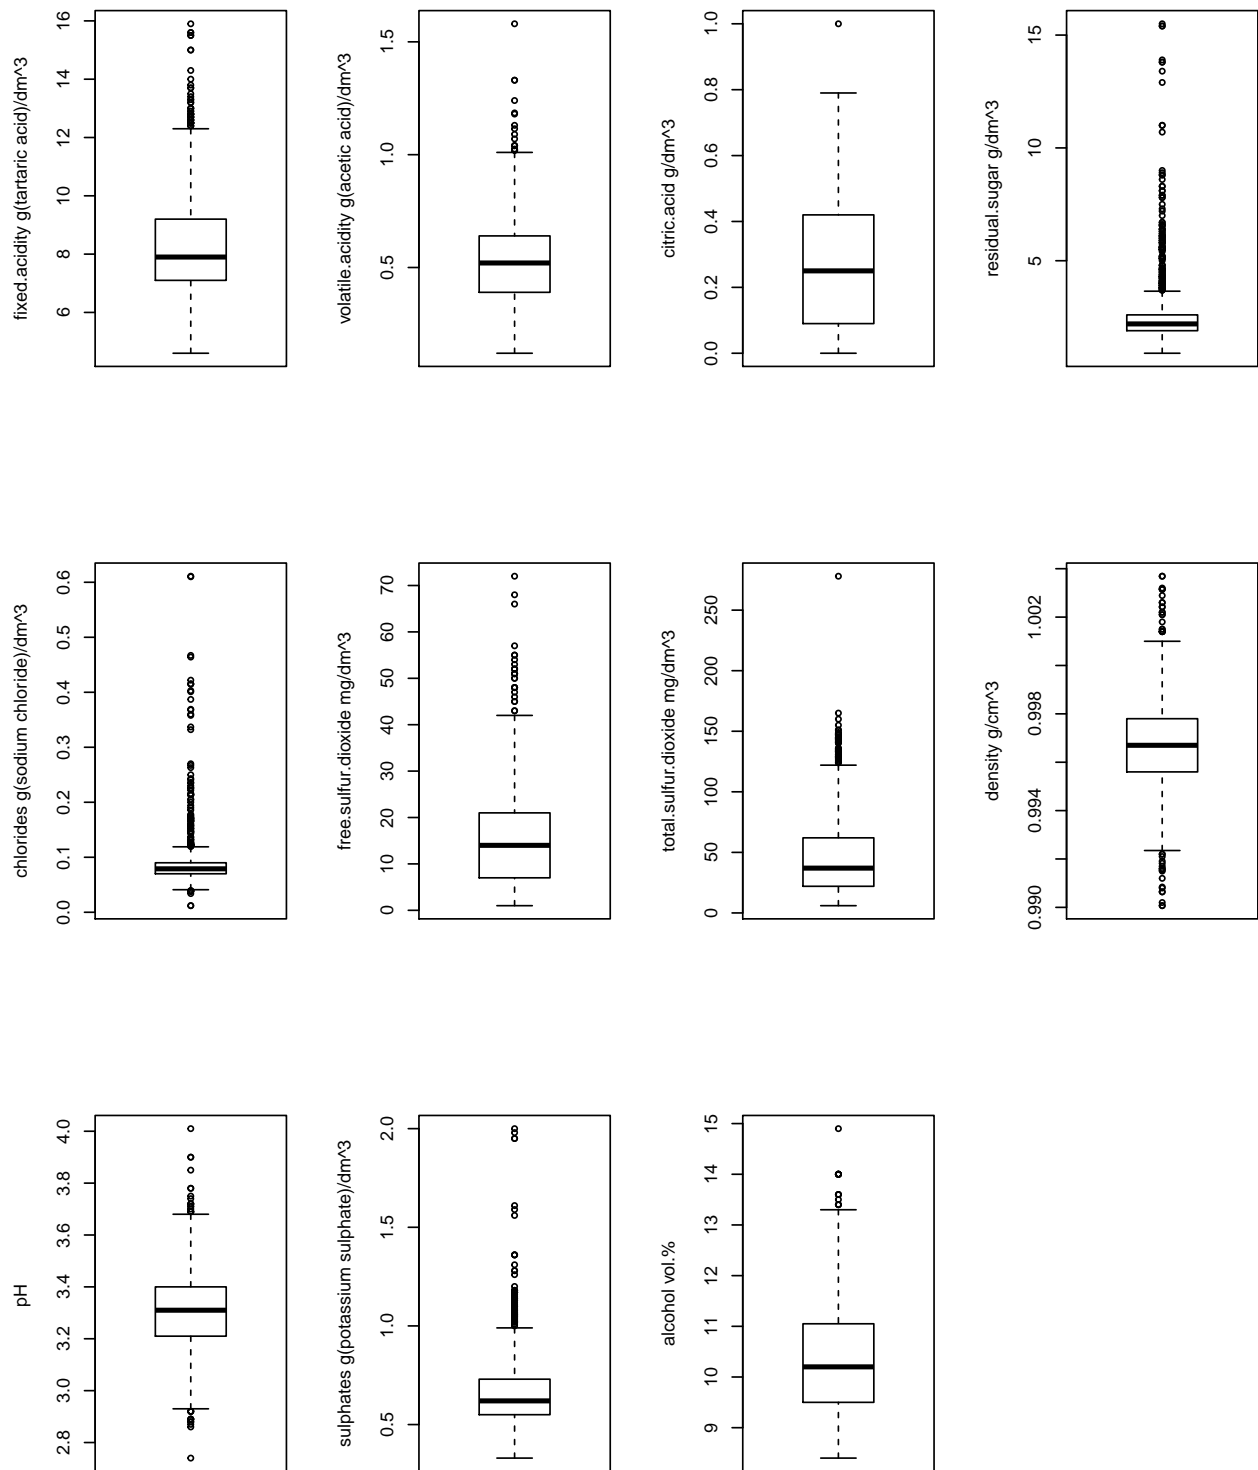 fixed.acidity g(tartaric acid)/dm^3
6 8 10 12 14 16
volatile.acidity g(acetic acid)/dm^3
0.5 1.0 1.5
citric.acid g/dm^3
0.0 0.2 0.4 0.6 0.8 1.0
residual.sugar g/dm^3
5 10 15
chlorides g(sodium chloride)/dm^3
0.0 0.1 0.2 0.3 0.4 0.5 0.6
free.sulfur.dioxide mg/dm^3
0 10 20 30 40 50 60 70
total.sulfur.dioxide mg/dm^3
0 50 100 150 200 250
density g/cm^3
0.990 0.994 0.998 1.002
pH
2.8 3.0 3.2 3.4 3.6 3.8 4.0
sulphates g(potassium sulphate)/dm^3
0.5 1.0 1.5 2.0
alcohol vol.%
9 10 11 12 13 14 15